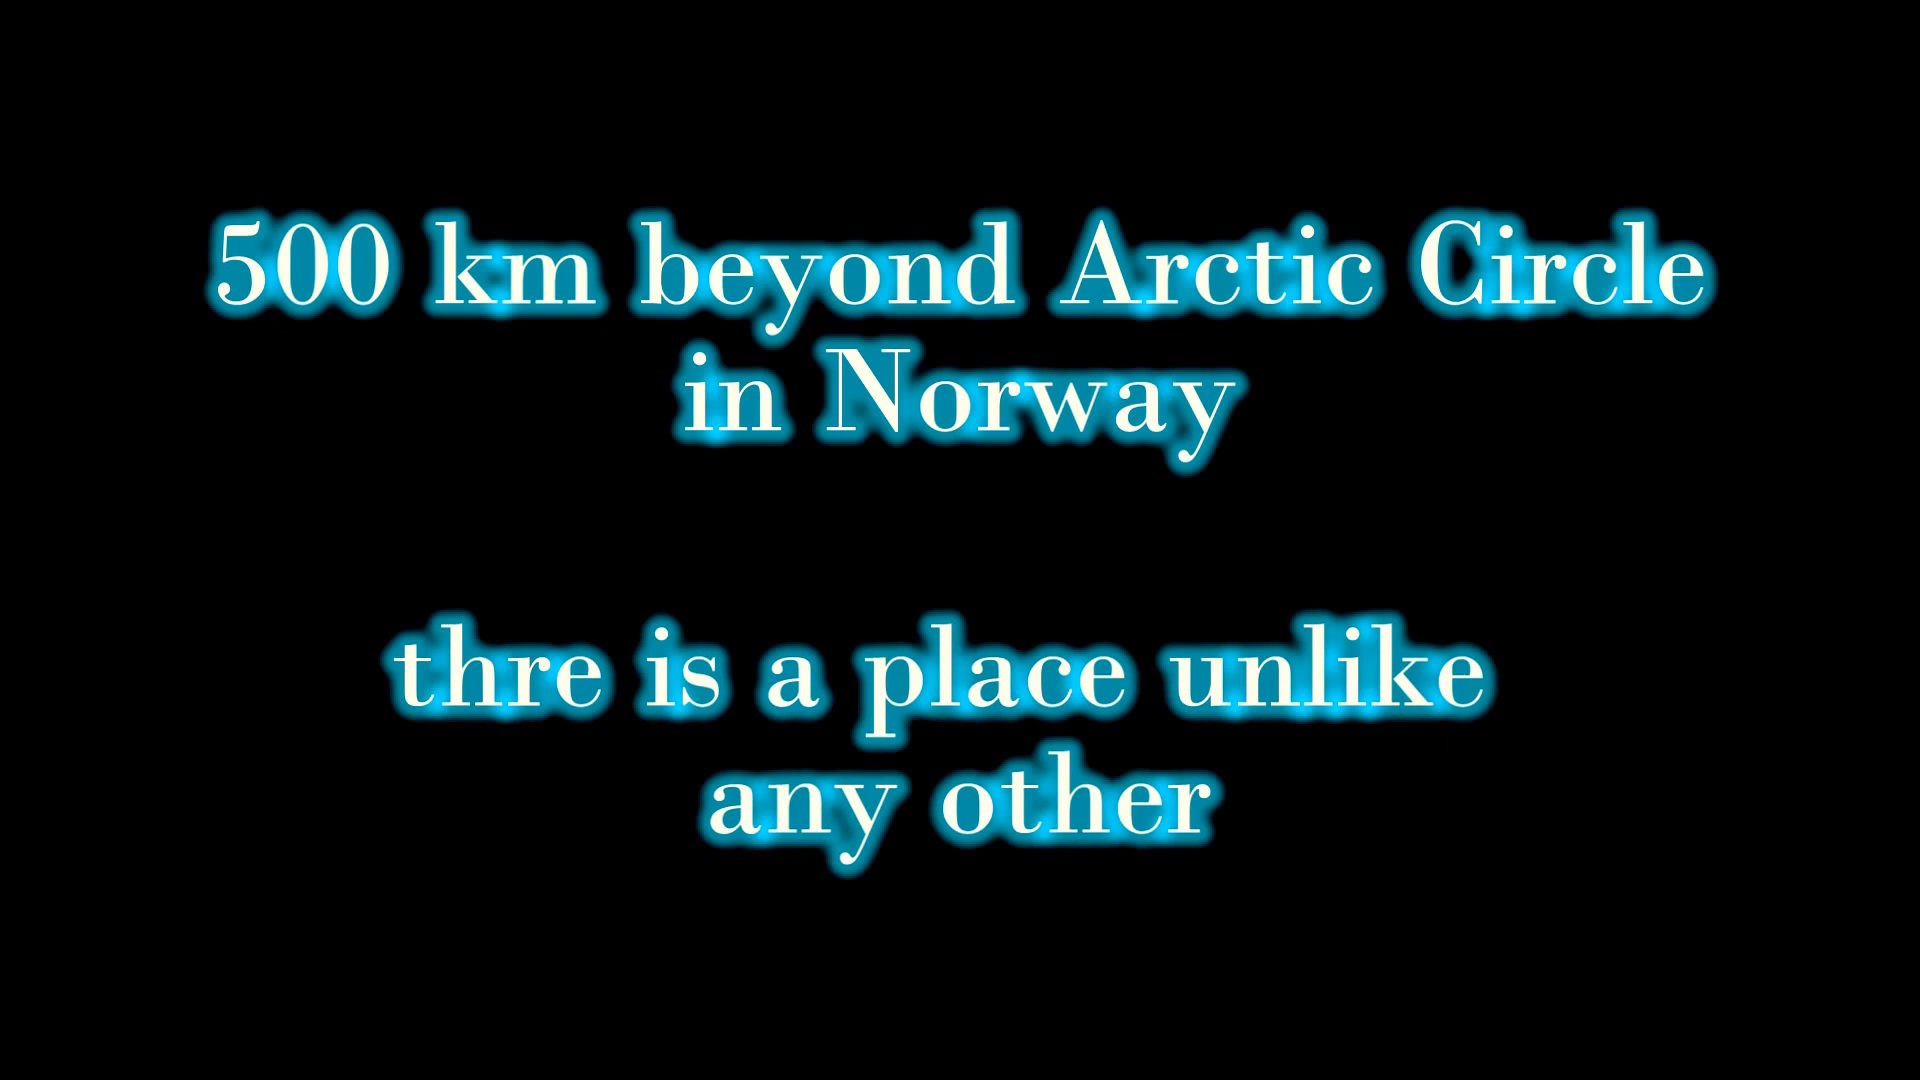 500 km beyond Arctic Circle
in Norway
thre is a place unlike
any other